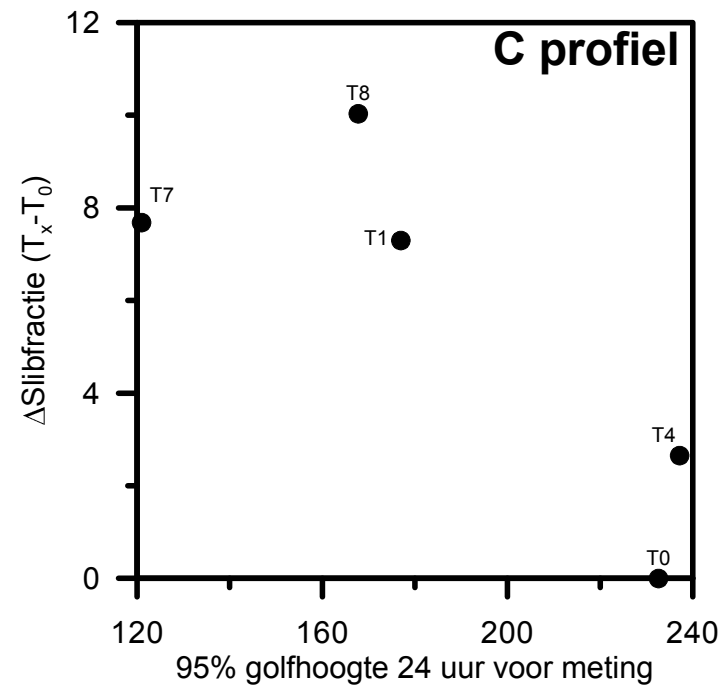 12
C profiel
T8
T7
8
T1
ΔSlibfractie (Tx-T0)
4
T4
T0
0
120 160 200 240
95% golfhoogte 24 uur voor meting